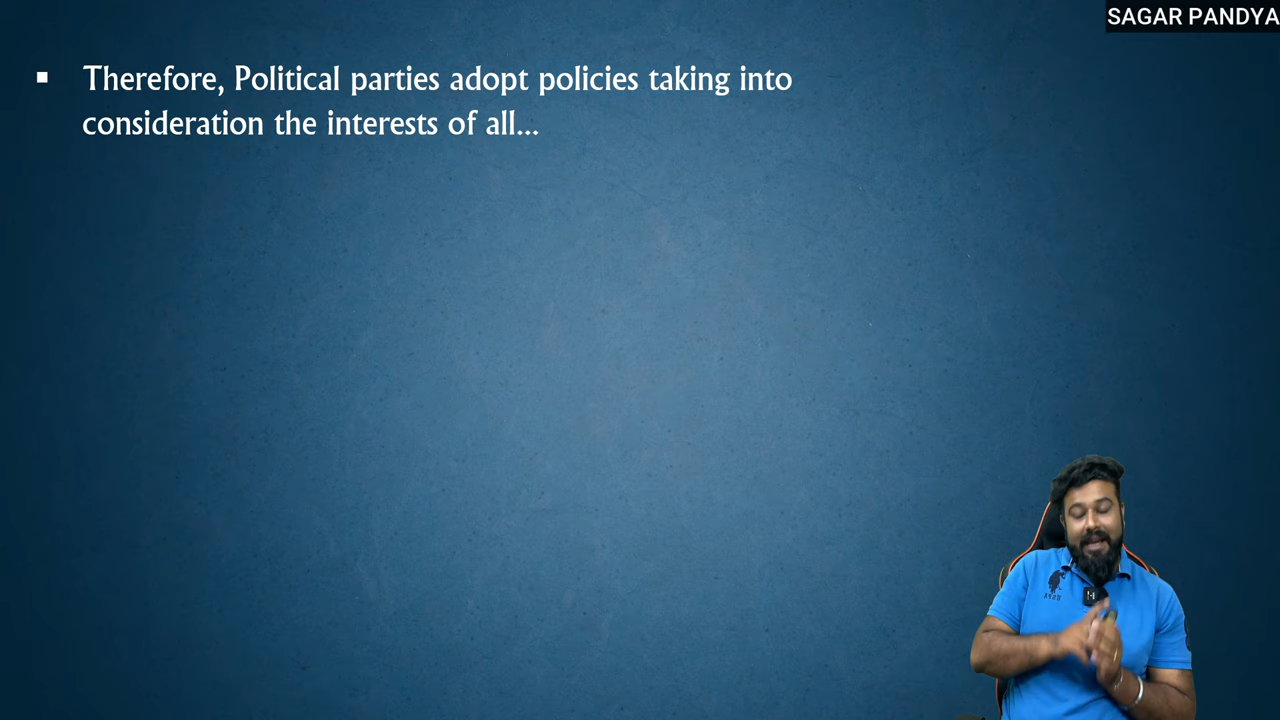 SAGAR PANDYA
▪ Therefore, Political parties adopt policies taking into
consideration the interests of all...